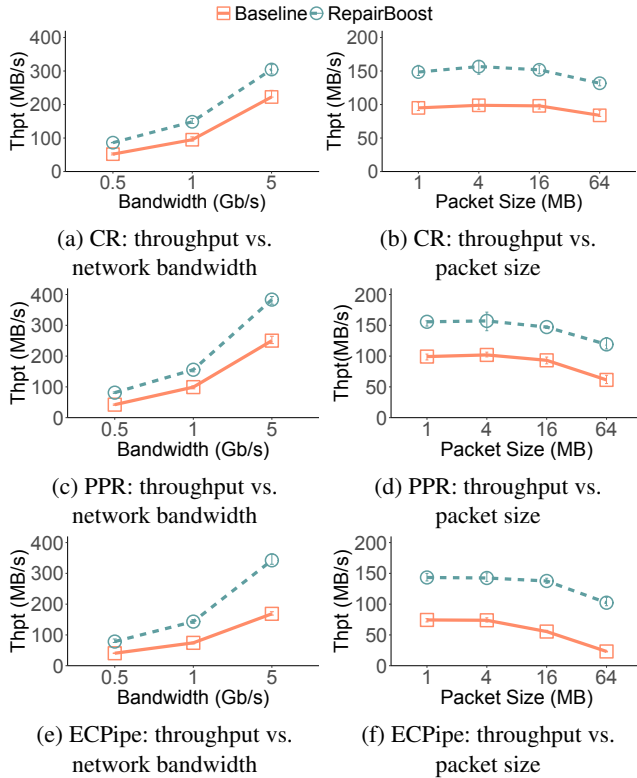 Baseline RepairBoost
400
300
200
100
0
Thpt (MB/s)
0.5 1 5
Bandwidth (Gb/s)
(a) CR: throughput vs.
network bandwidth
200
150
100
50
0
Thpt (MB/s)
1 4 16 64
Packet Size (MB)
(b) CR: throughput vs.
packet size
400
300
200
100
0
Thpt (MB/s)
0.5 1 5
Bandwidth (Gb/s)
(c) PPR: throughput vs.
network bandwidth
200
150
100
50
0
Thpt(MB/s)
1 4 16 64
Packet Size (MB)
(d) PPR: throughput vs.
packet size
400
300
200
100
0
Thpt (MB/s)
0.5 1 5
Bandwidth (Gb/s)
(e) ECPipe: throughput vs.
network bandwidth
200
150
100
50
0
Thpt (MB/s)
1 4 16 64
Packet Size (MB)
(f) ECPipe: throughput vs.
packet size